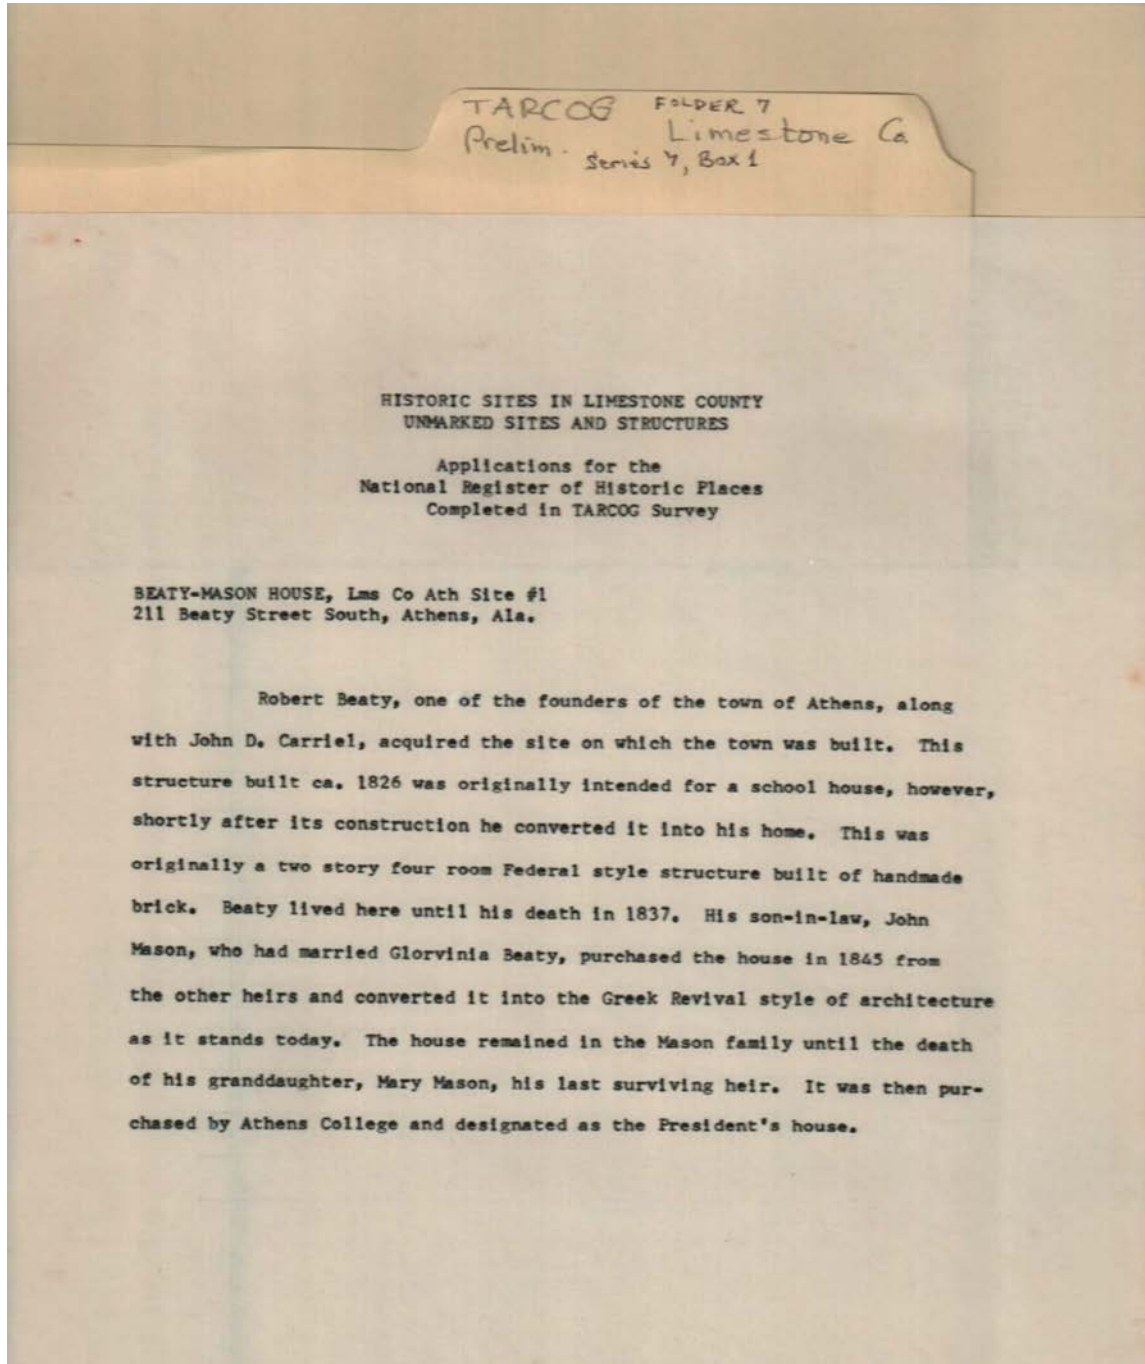 TARCOG FOLDER 7
Prelim. Limestone Co.
Series 7, Box 1
HISTORIC SITES IN LIMESTONE COUNTY
UNMARKED SITES AND STRUCTURES
Applications for the
National Register of Historic Places
Completed in TARCOG Survey
BEATY-MASON HOUSE, Lms Co Ath Site #1
211 Beaty Street South, Athens, Ala.
Robert Beaty, one of the founders of the town of Athens, along
with John D. Carriel, acquired the site on which the town was built. This
structure built ca. 1826 was originally intended for a school house, however,
shortly after its construction he converted it into his home. This was
originally a two story four room Federal style structure built of handmade
brick. Beaty lived here until his death in 1837. His son-in-law, John
Mason, who had married Glorvinia Beaty, purchased the house in 1845 from
the other heirs and converted it into the Greek Revival style of architecture
as it stands today. The house remained in the Mason family until the death
of his granddaughter, Mary Mason, his last surviving heir. It was then pur-
chased by Athens College and designated as the President's house.